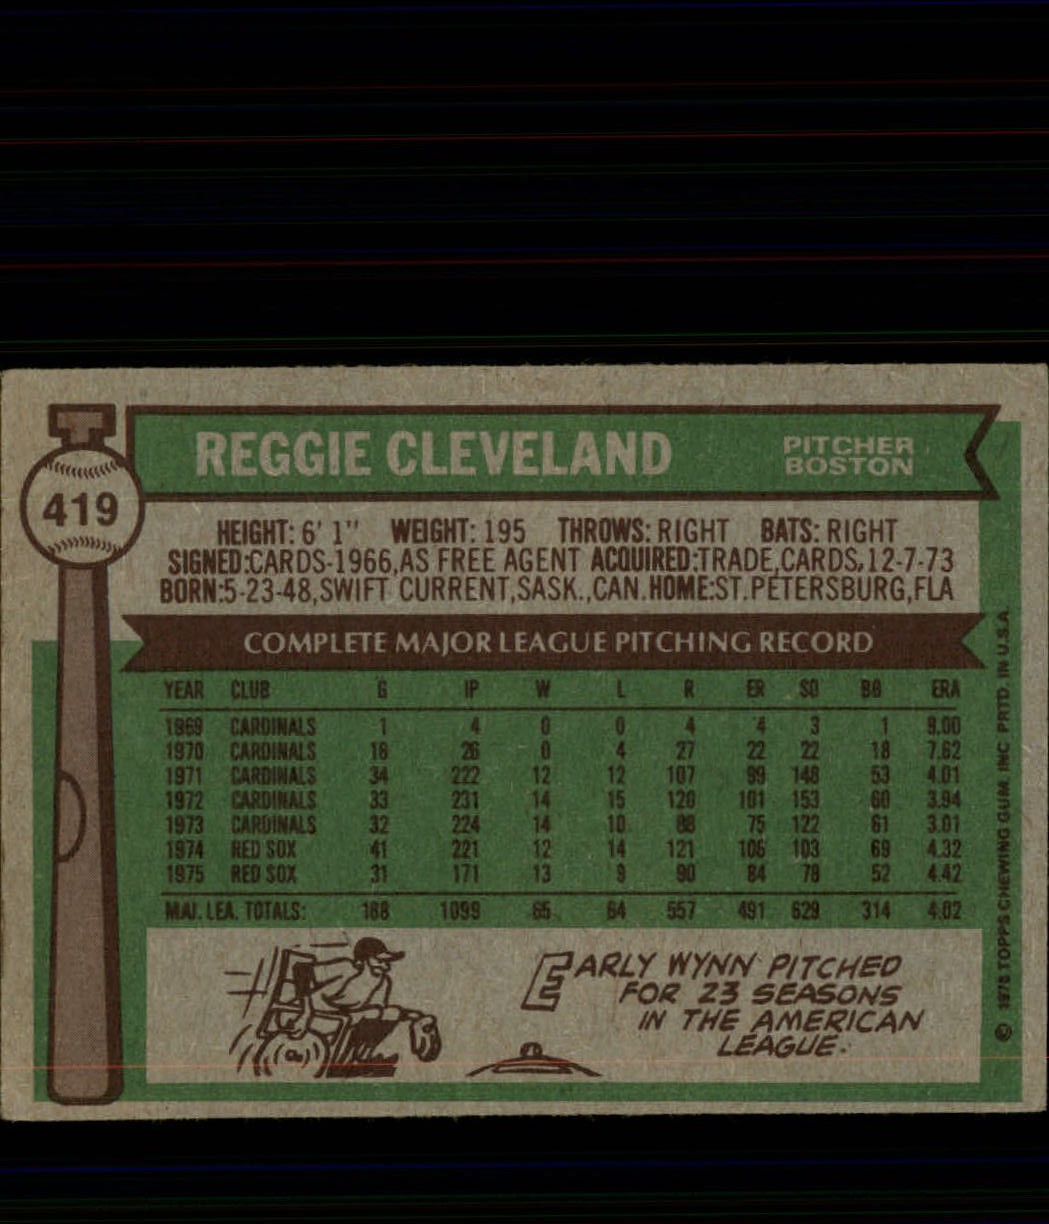 REGGIE CLEVELAND
PITCHER
BOSTON
419
HEIGHT: 6' 1" WEIGHT: 195 THROWS: RIGHT BATS: RIGHT
SIGNED:CARDS-1966,AS FREE AGENT ACQUIRED:TRADE,CARDS,12-7-73
BORN:5-23-48,SWIFT CURRENT,SASK.,CAN. HOME:ST.PETERSBURG,FLA
COMPLETE MAJOR LEAGUE PITCHING RECORD
YEAR CLUB G IP W L R ER SO BB ERA
1969 CARDINALS 1 4 0 0 4 4 3 1 9.00
1970 CARDINALS 16 26 0 4 27 22 22 18 7.62
1971 CARDINALS 34 222 12 12 107 99 148 53 4.01
1972 CARDINALS 33 231 14 15 120 101 153 60 3.94
1973 CARDINALS 32 224 14 10 88 75 122 61 3.01
1974 RED SOX 41 221 12 14 121 106 103 69 4.32
1975 RED SOX 31 171 13 9 90 84 78 52 4.42
MAJ. LEA. TOTALS: 188 1099 65 64 557 491 629 314 4.02
EARLY WYNN PITCHED
FOR 23 SEASONS
IN THE AMERICAN
LEAGUE.
© 1976 TOPPS CHEWING GUM, INC. PRTD. IN U.S.A.